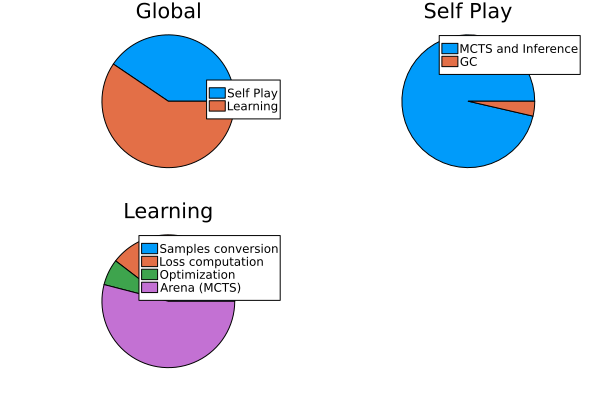 Global
Self Play
Learning
Self Play
MCTS and Inference
GC
Learning
Samples conversion
Loss computation
Optimization
Arena (MCTS)